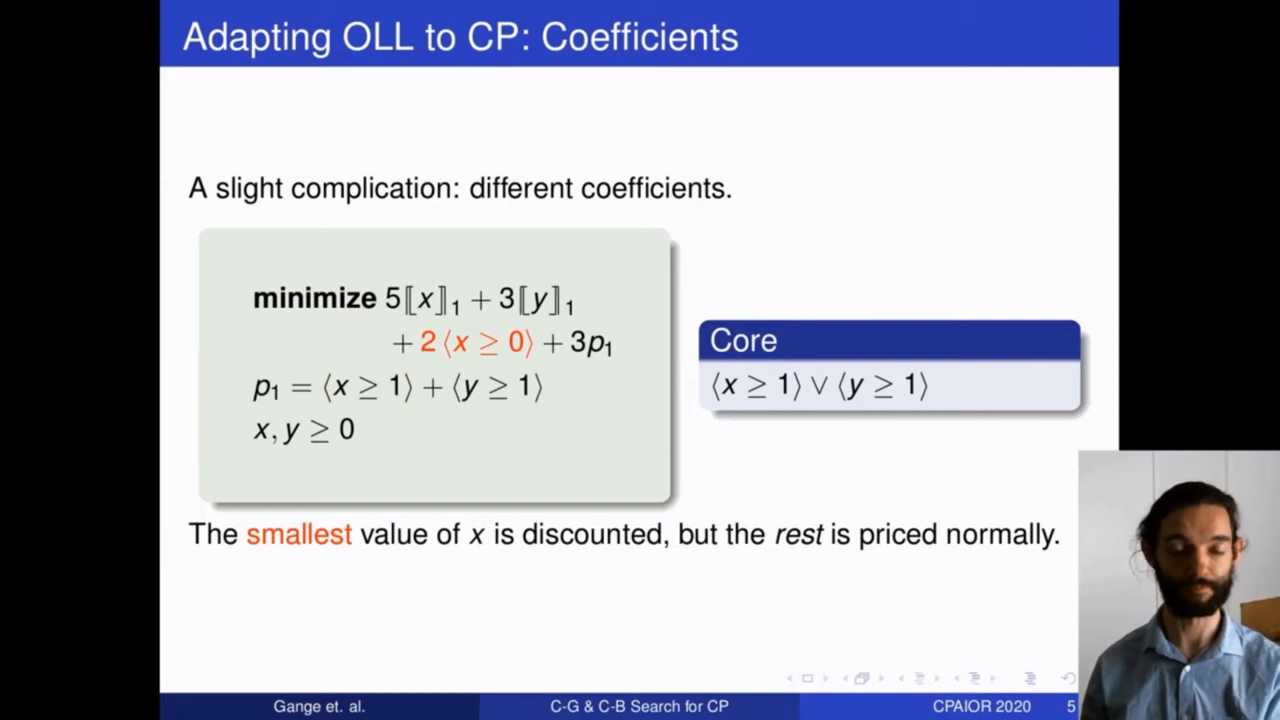 Adapting OLL to CP: Coefficients
A slight complication: different coefficients.
minimize 5⟦x⟧₁ + 3⟦y⟧₁
+ 2⟨x ≥ 0⟩ + 3p₁
p₁ = ⟨x ≥ 1⟩ + ⟨y ≥ 1⟩
x, y ≥ 0
Core
⟨x ≥ 1⟩ ∨ ⟨y ≥ 1⟩
The smallest value of x is discounted, but the rest is priced normally.
Gange et. al. C-G & C-B Search for CP CPAIOR 2020 5